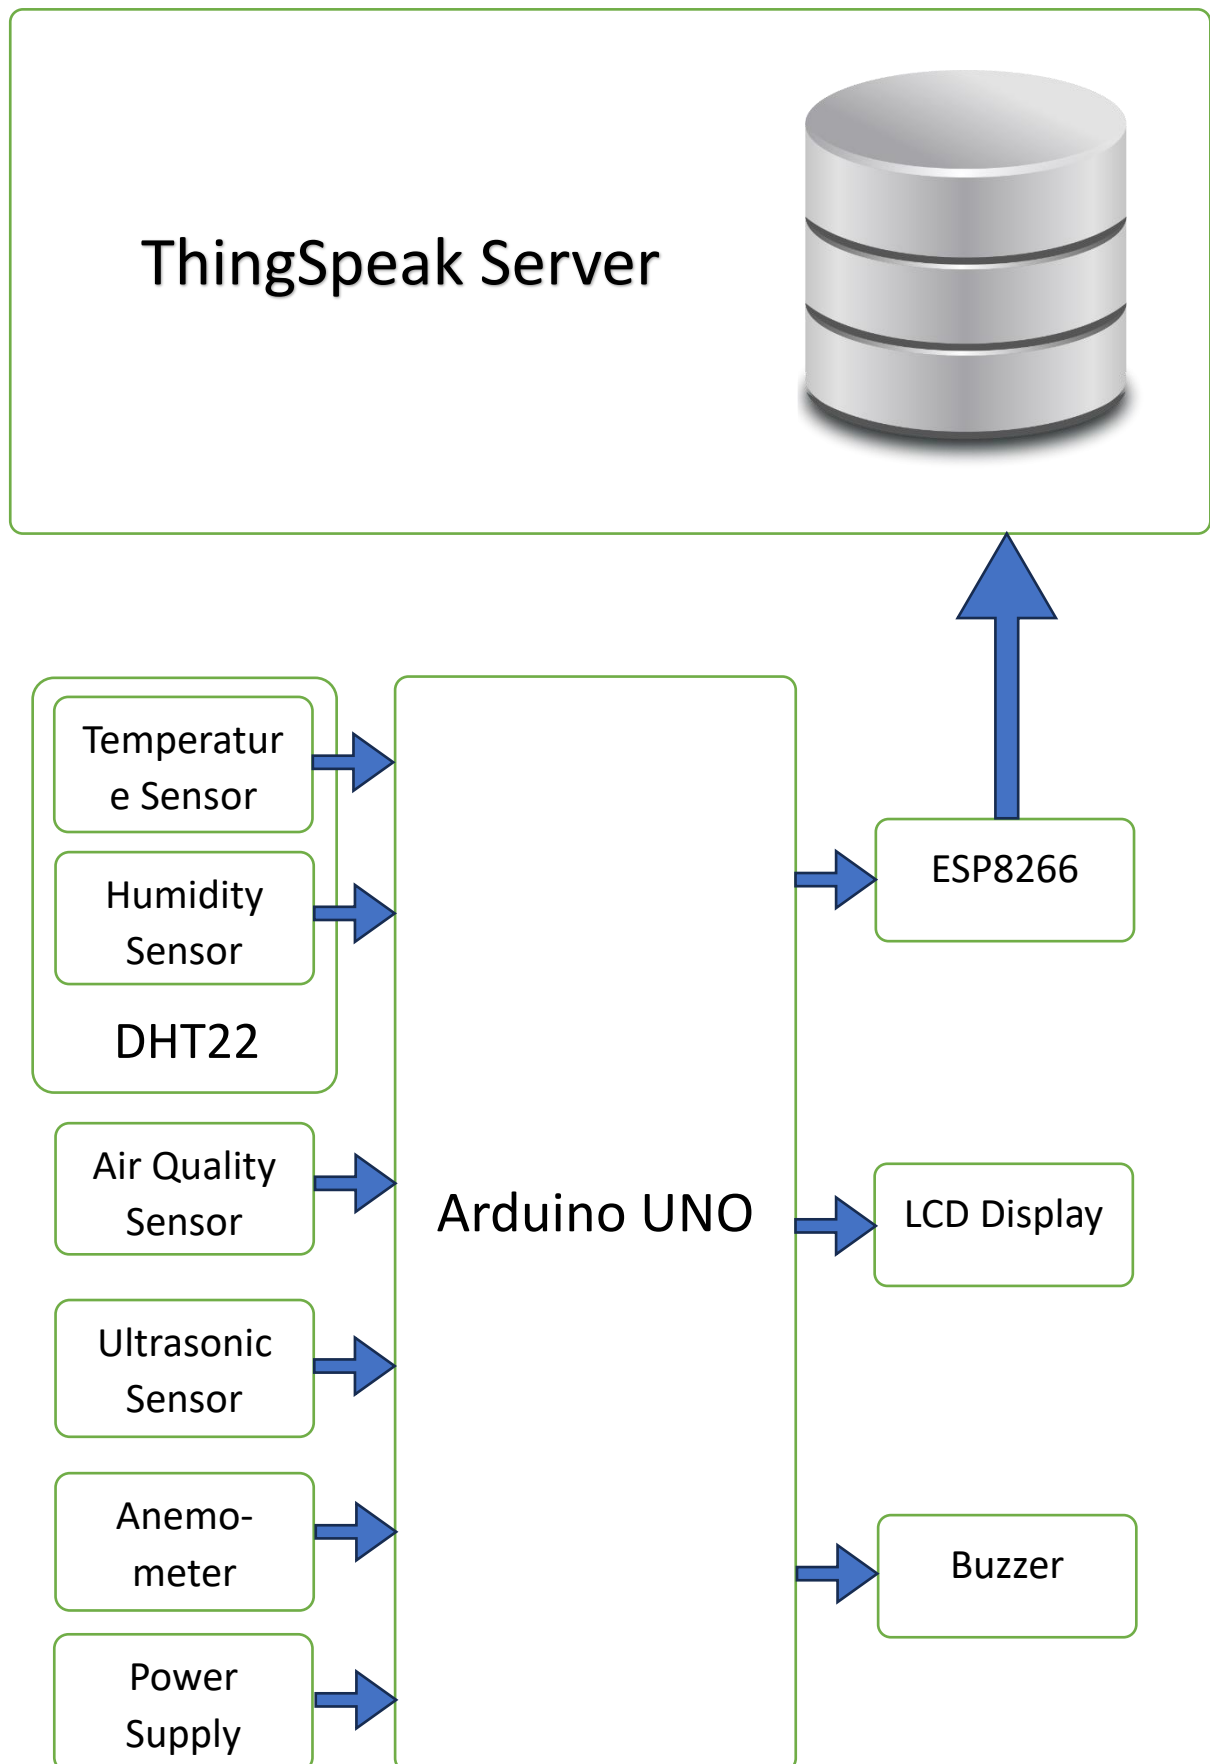 ThingSpeak Server
Temperatur
e Sensor
Humidity
Sensor
DHT22
Air Quality
Sensor
Ultrasonic
Sensor
Anemo-
meter
Power
Supply
Arduino UNO
ESP8266
LCD Display
Buzzer